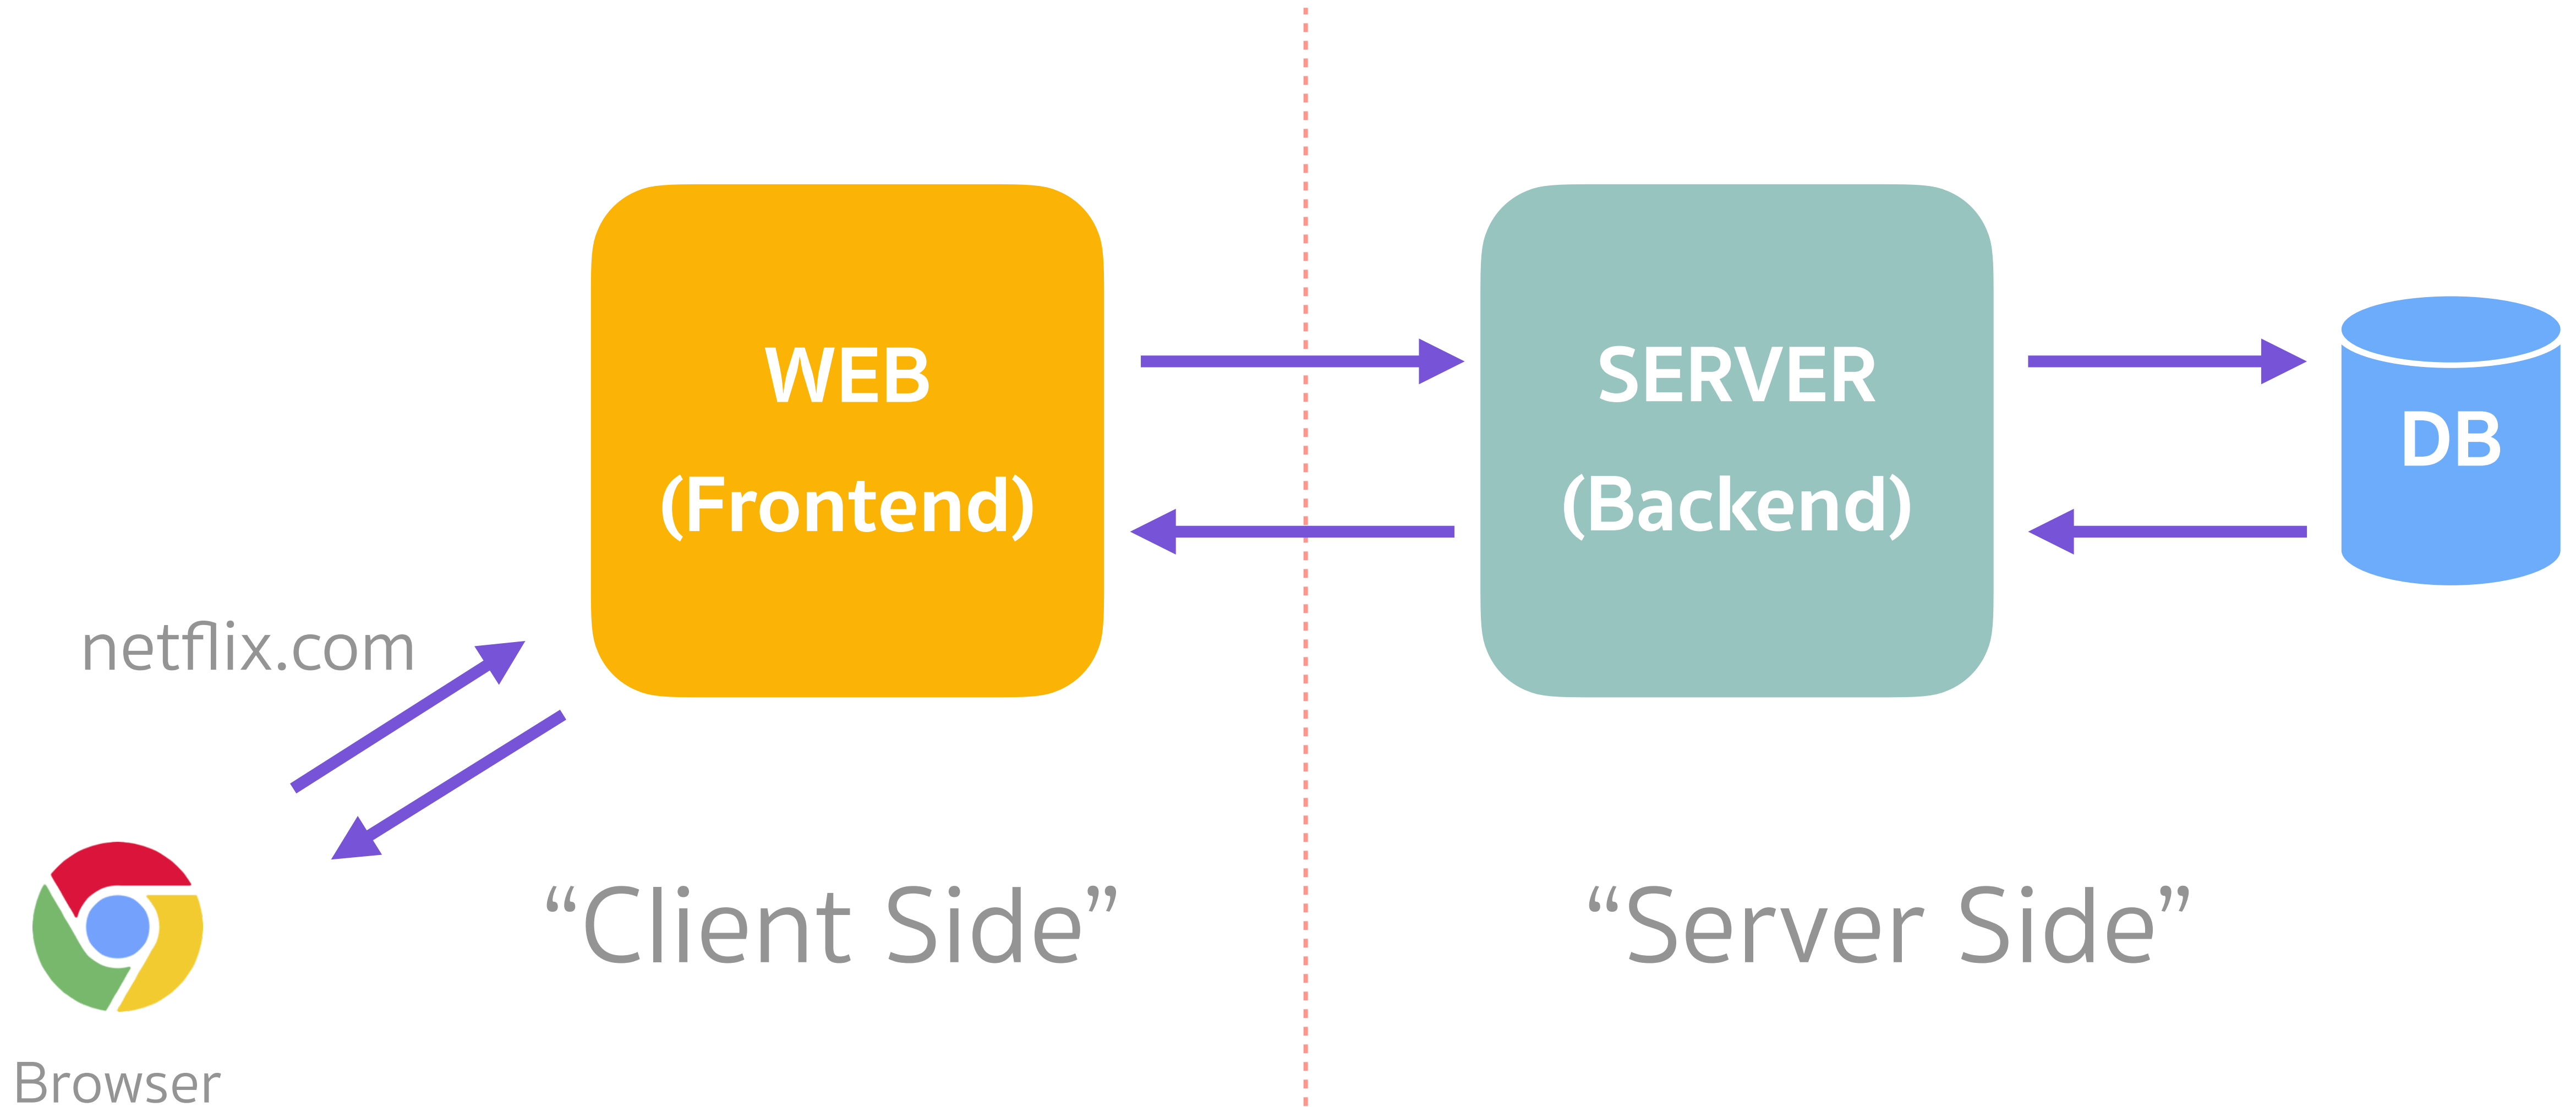 WEB
(Frontend)
SERVER
(Backend)
DB
netflix.com
“Client Side”
“Server Side”
Browser